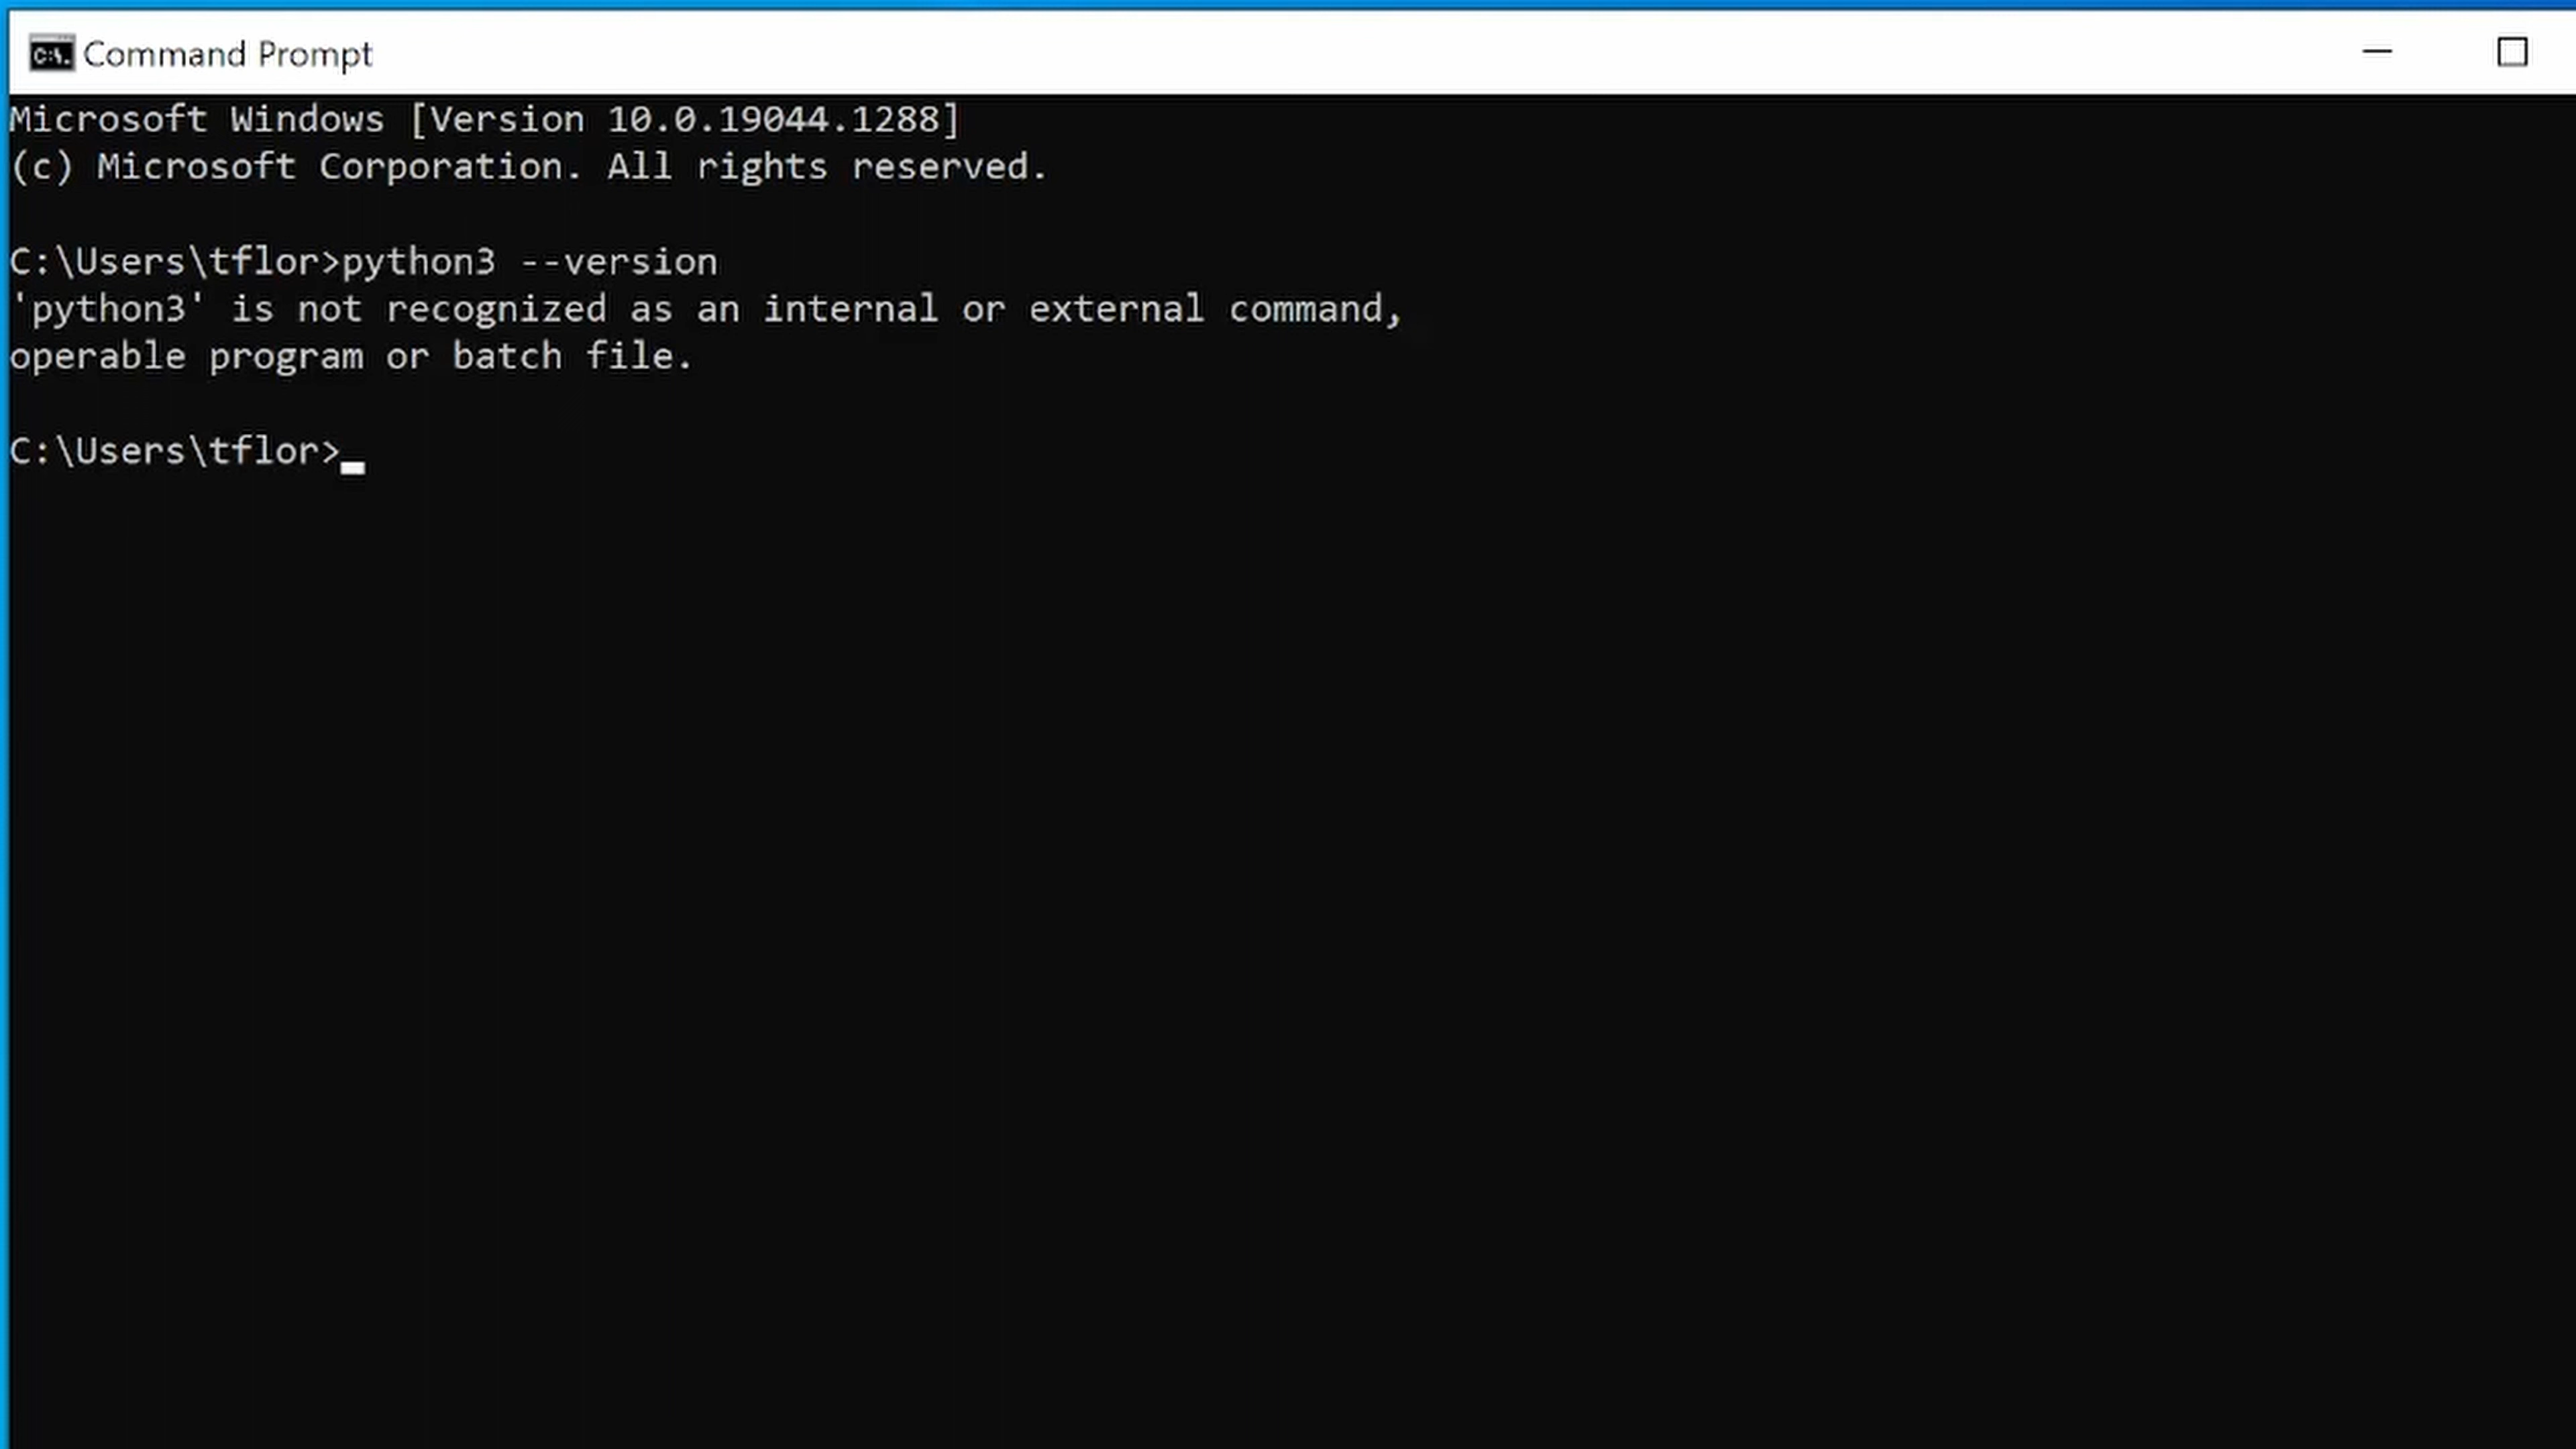 Command Prompt
Microsoft Windows [Version 10.0.19044.1288]
(c) Microsoft Corporation. All rights reserved.
C:\Users\tflor>python3 --version
'python3' is not recognized as an internal or external command,
operable program or batch file.
C:\Users\tflor>